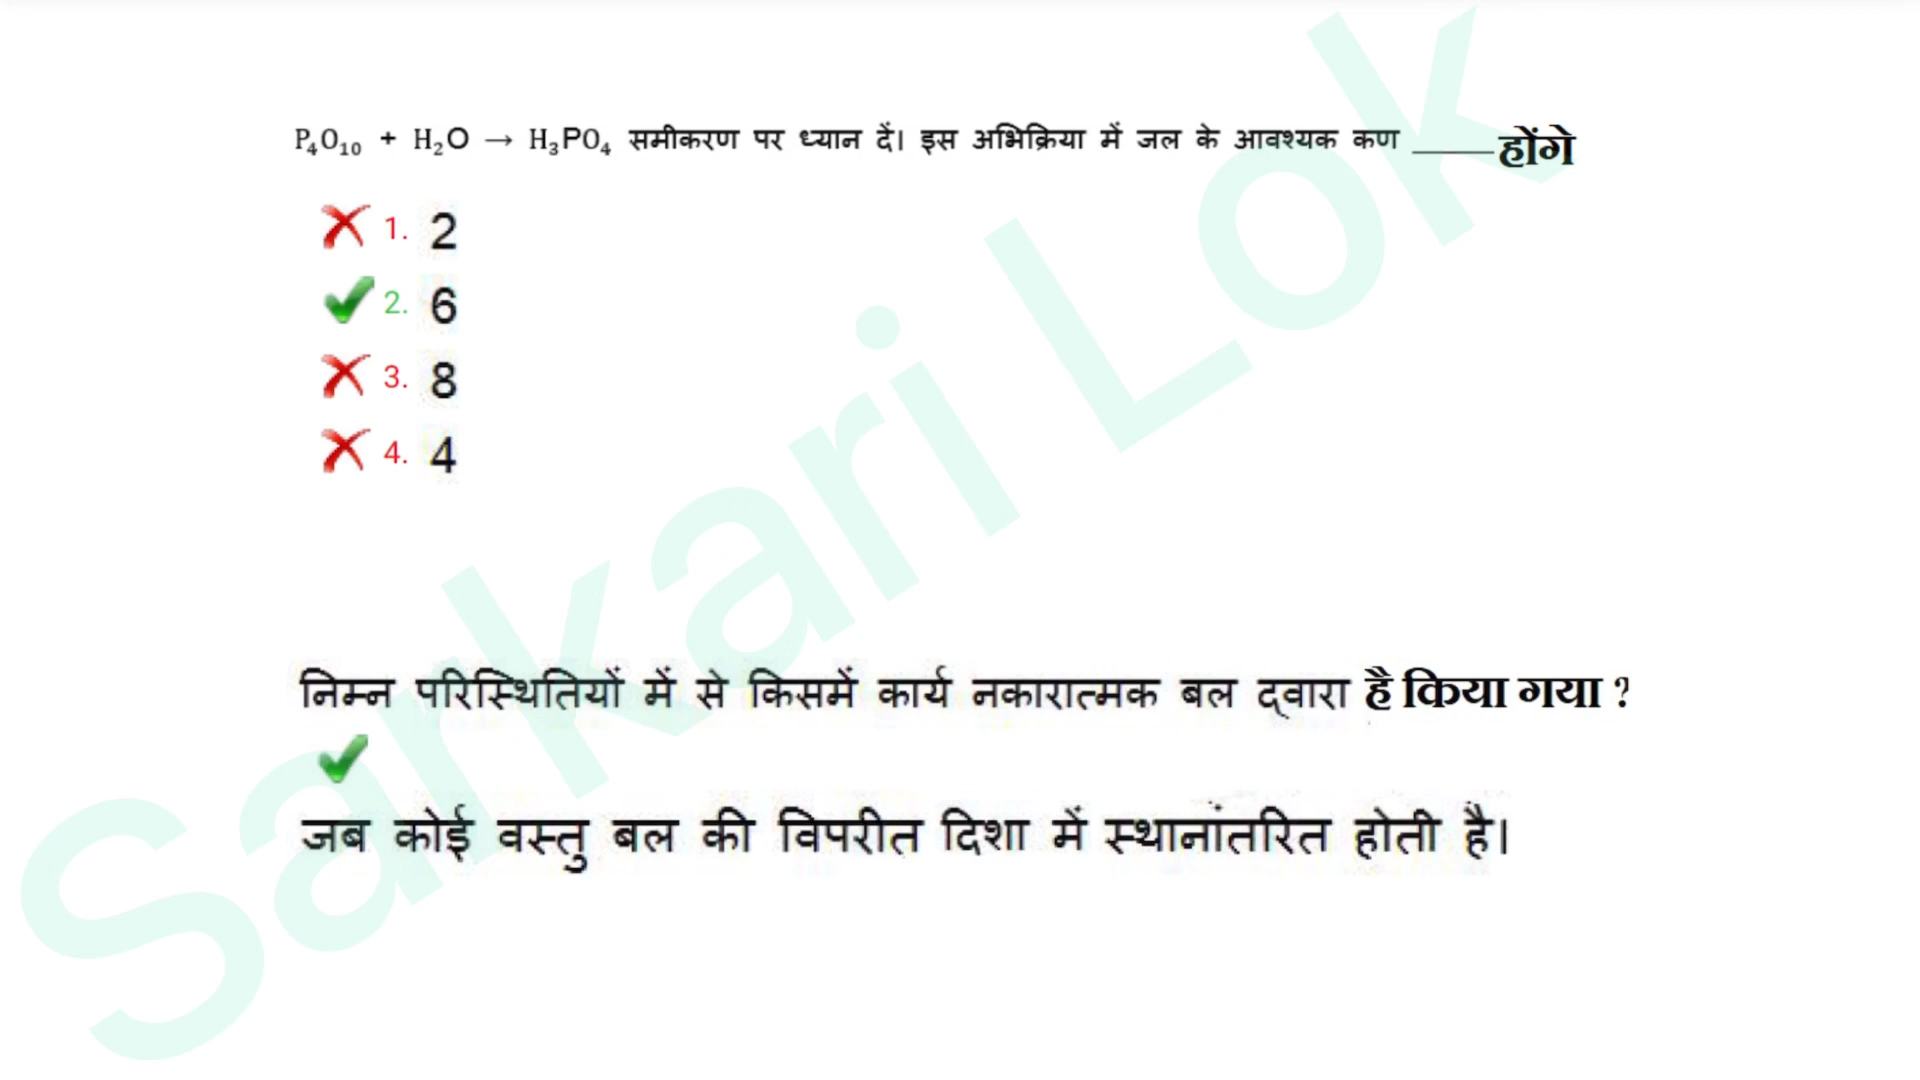 P₄O₁₀ + H₂O → H₃PO₄ समीकरण पर ध्यान दें। इस अभिक्रिया में जल के आवश्यक कण _____ होंगे
1. 2
2. 6
3. 8
4. 4
निम्न परिस्थितियों में से किसमें कार्य नकारात्मक बल द्वारा है किया गया ?
जब कोई वस्तु बल की विपरीत दिशा में स्थानांतरित होती है।
Sarkari Lok